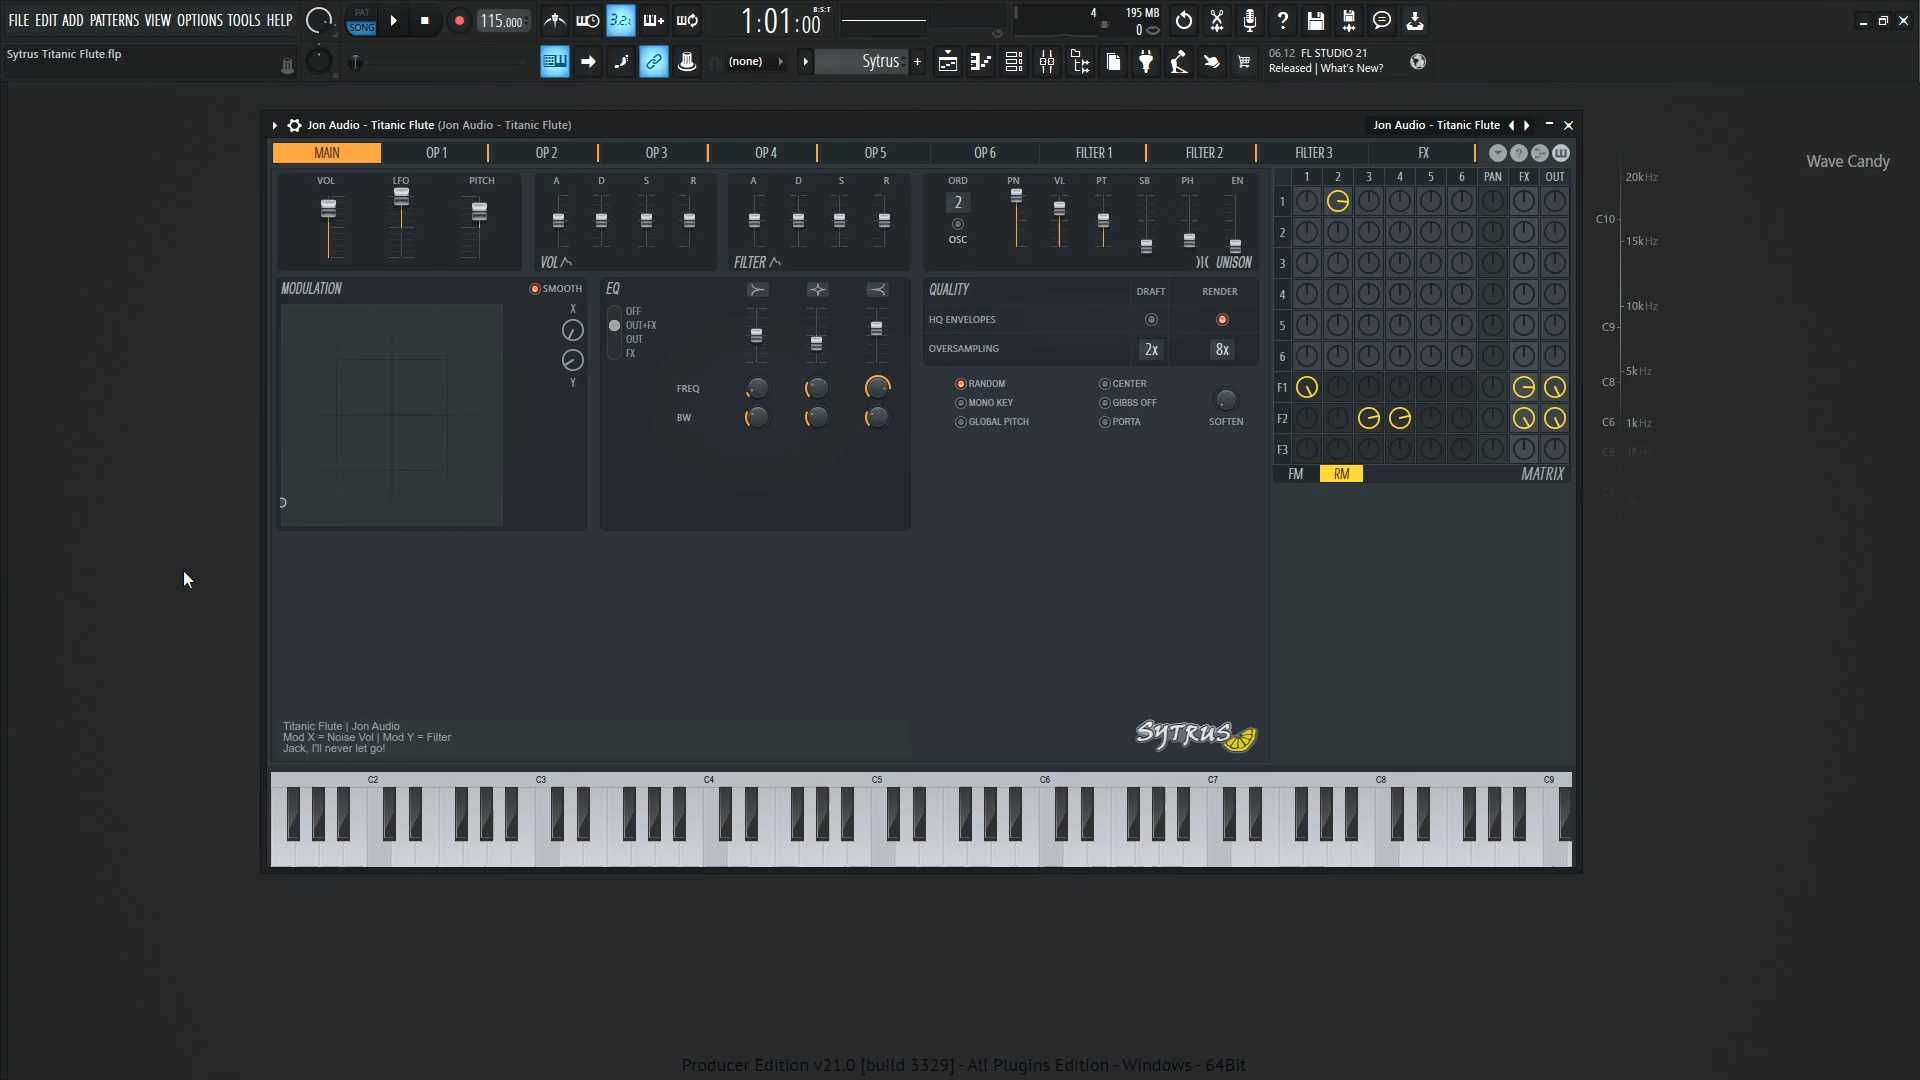 FILE EDIT ADD PATTERNS VIEW OPTIONS TOOLS HELP
PAT
SONG
115.000
3.2.
1:01:00
B:S:T
4
195 MB
0
Sytrus Titanic Flute.flp
(none)
Sytrus
06.12 FL STUDIO 21
Released | What's New?
Jon Audio - Titanic Flute (Jon Audio - Titanic Flute)
Jon Audio - Titanic Flute
MAIN OP 1 OP 2 OP 3 OP 4 OP 5 OP 6 FILTER 1 FILTER 2 FILTER 3 FX
VOL LFO PITCH
A D S R
VOL
A D S R
FILTER
ORD PN VL PT SB PH EN
2
OSC
UNISON
MODULATION
SMOOTH
X
Y
EQ
OFF
OUT+FX
OUT
FX
FREQ
BW
QUALITY DRAFT RENDER
HQ ENVELOPES
OVERSAMPLING 2x 8x
RANDOM CENTER
MONO KEY GIBBS OFF
GLOBAL PITCH PORTA
SOFTEN
1 2 3 4 5 6 PAN FX OUT
1
2
3
4
5
6
F1
F2
F3
FM RM MATRIX
Titanic Flute | Jon Audio
Mod X = Noise Vol | Mod Y = Filter
Jack, I'll never let go!
SYTRUS
C2 C3 C4 C5 C6 C7 C8 C9
Wave Candy
20kHz
C10
15kHz
10kHz
C9
5kHz
C8
C6 1kHz
Producer Edition v21.0 [build 3329] - All Plugins Edition - Windows - 64Bit